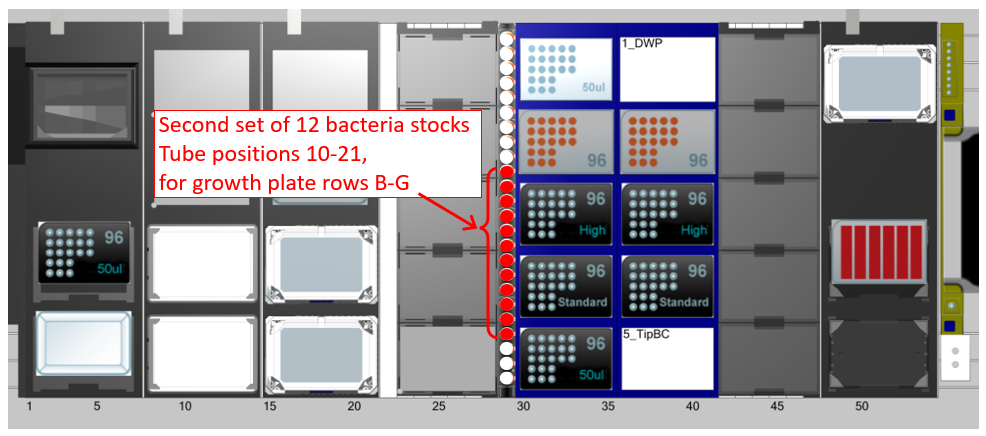 50ul
1_DWP
Second set of 12 bacteria stocks
Tube positions 10-21,
for growth plate rows B-G
96
96
96
High
96
High
96
50ul
96
Standard
96
Standard
96
50ul
5_TipBC
1 5 10 15 20 25 30 35 40 45 50